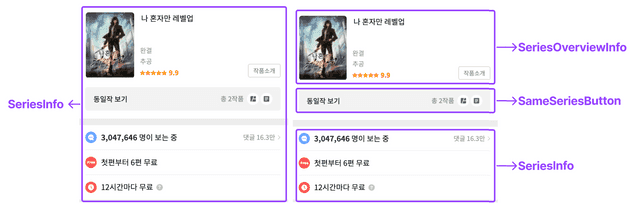 나 혼자만 레벨업
완결
추공
★★★★★ 9.9
작품소개
동일작 보기
총 2작품
3,047,646 명이 보는 중
댓글 16.3만 >
첫편부터 6편 무료
12시간마다 무료 ?
SeriesInfo
나 혼자만 레벨업
완결
추공
★★★★★ 9.9
작품소개
동일작 보기
총 2작품
3,047,646 명이 보는 중
댓글 16.3만 >
첫편부터 6편 무료
12시간마다 무료 ?
SeriesOverviewInfo
SameSeriesButton
SeriesInfo